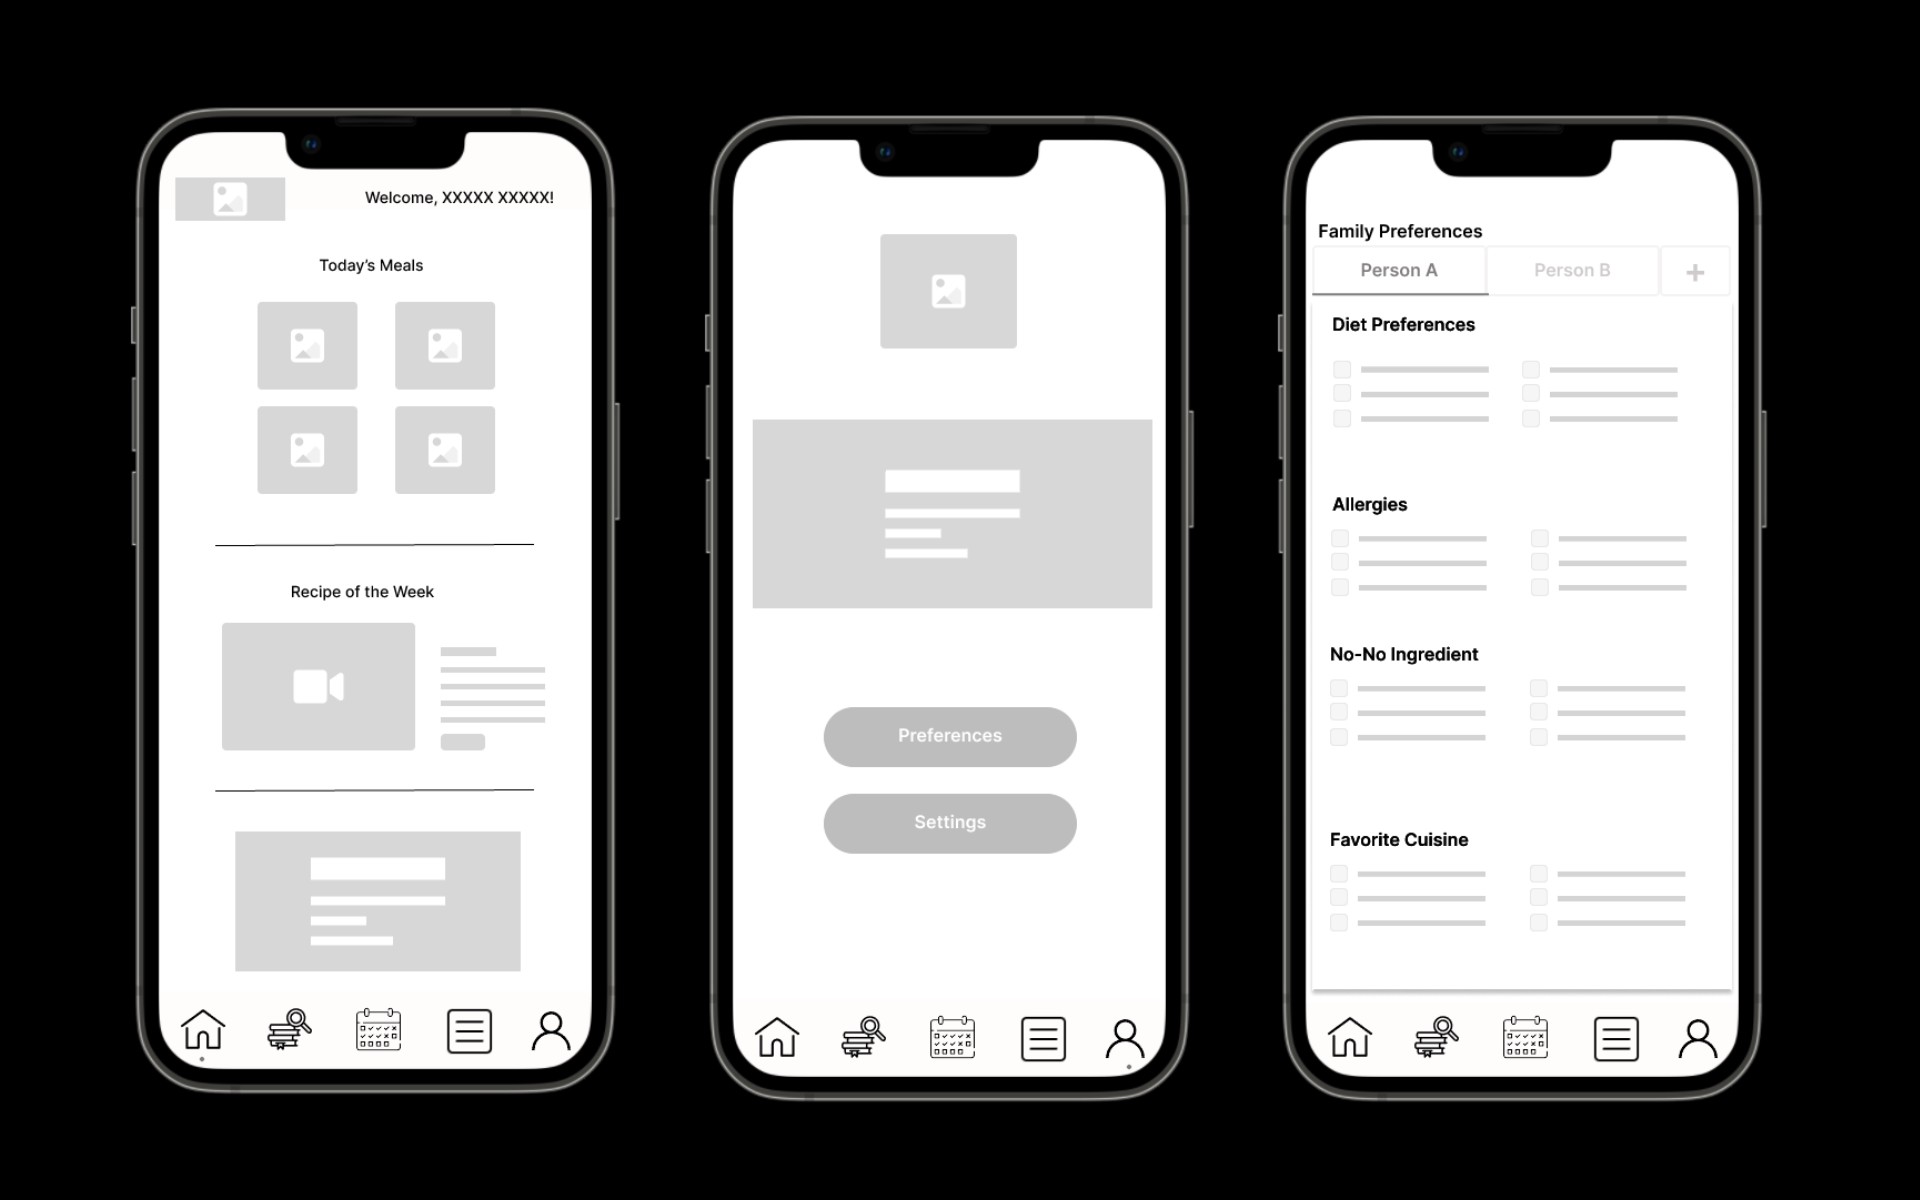 Welcome, XXXXX XXXXX!
Today's Meals
Recipe of the Week
Preferences
Settings
Family Preferences
Person A
Person B
+
Diet Preferences
Allergies
No-No Ingredient
Favorite Cuisine